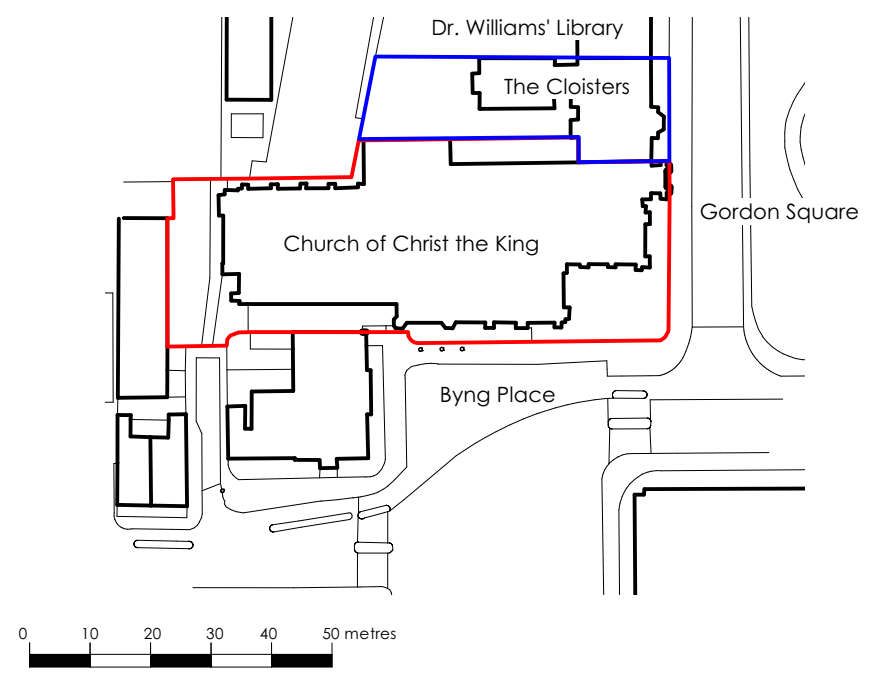 Dr. Williams' Library
The Cloisters
Gordon Square
Church of Christ the King
Byng Place
0 10 20 30 40 50 metres